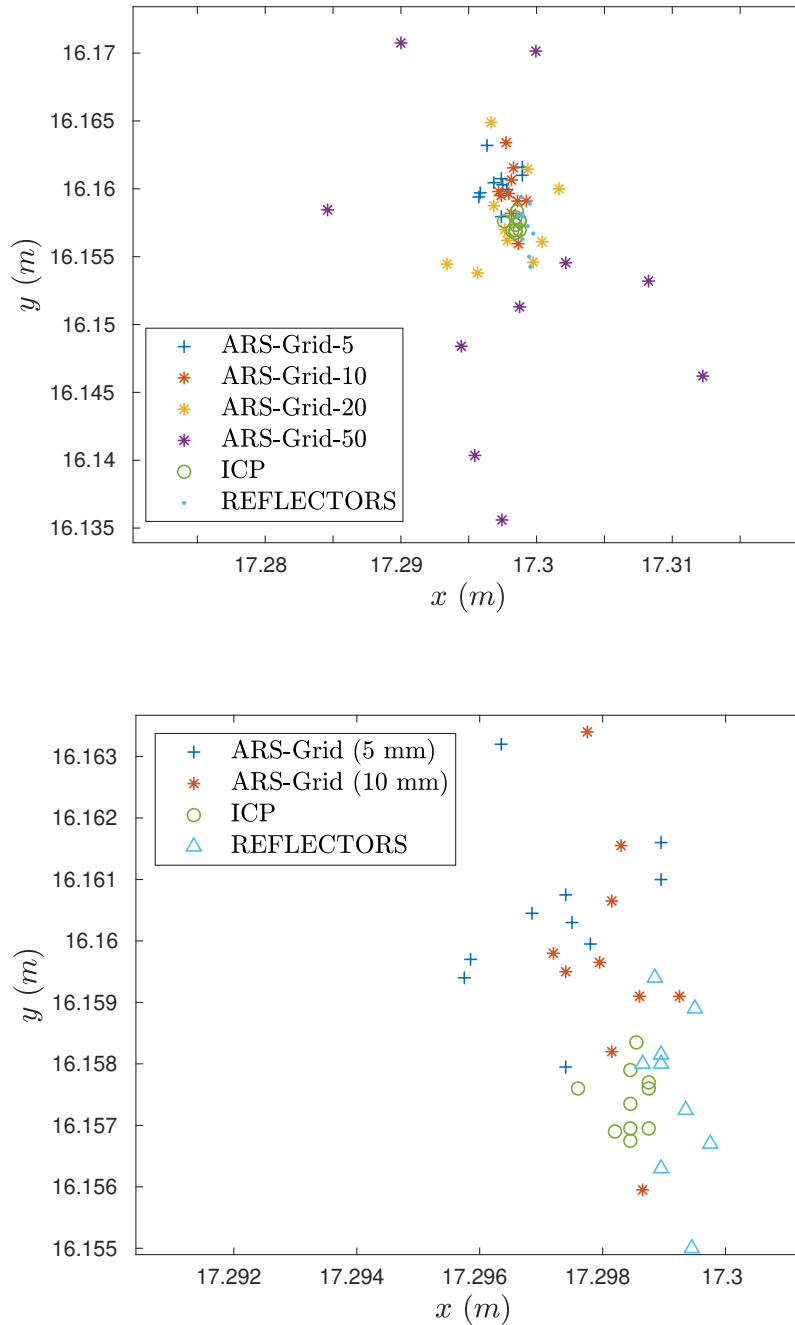 16.17
16.165
16.16
16.155
16.15
16.145
16.14
16.135
y (m)
ARS-Grid-5
ARS-Grid-10
ARS-Grid-20
ARS-Grid-50
ICP
REFLECTORS
17.28 17.29 17.3 17.31
x (m)
16.163
16.162
16.161
16.16
16.159
16.158
16.157
16.156
16.155
y (m)
ARS-Grid (5 mm)
ARS-Grid (10 mm)
ICP
REFLECTORS
17.292 17.294 17.296 17.298 17.3
x (m)